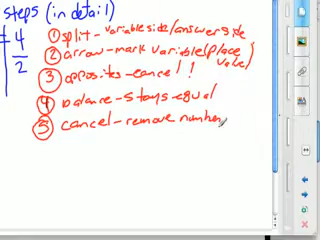 steps (in detail)
4
2
① split - variable side/answer side
② arrow - mark variable (place value)
③ opposites - cancel!!
④ balance - stays equal
⑤ cancel - remove number